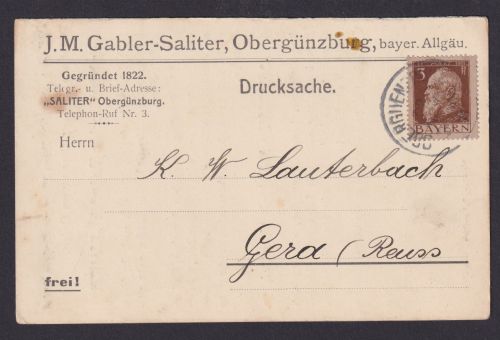 J. M. Gabler-Saliter, Obergünzburg, bayer. Allgäu.
Gegründet 1822.
Telegr.- u. Brief-Adresse:
„SALITER“ Obergünzburg.
Telephon-Ruf Nr. 3.
Drucksache.
3
BAYERN
Herrn
K. W. Lauterbach
Gera (Reuss
frei!